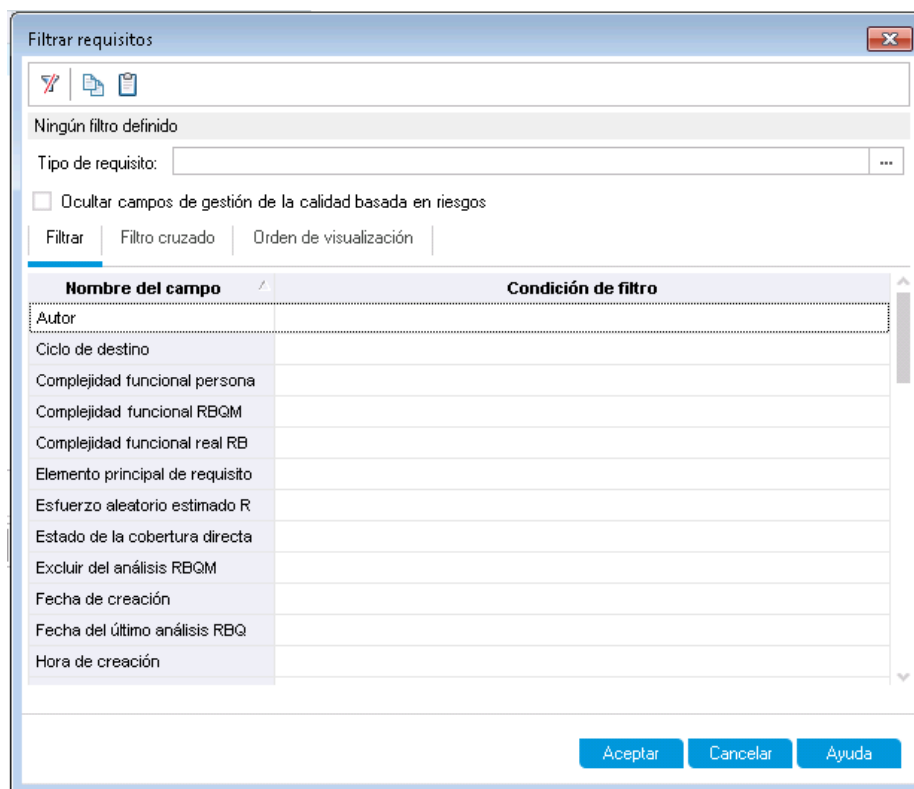 Filtrar requisitos
Ningún filtro definido
Tipo de requisito:
...
Ocultar campos de gestión de la calidad basada en riesgos
Filtrar Filtro cruzado Orden de visualización
Nombre del campo Condición de filtro
Autor
Ciclo de destino
Complejidad funcional persona
Complejidad funcional RBQM
Complejidad funcional real RB
Elemento principal de requisito
Esfuerzo aleatorio estimado R
Estado de la cobertura directa
Excluir del análisis RBQM
Fecha de creación
Fecha del último análisis RBQ
Hora de creación
Aceptar Cancelar Ayuda